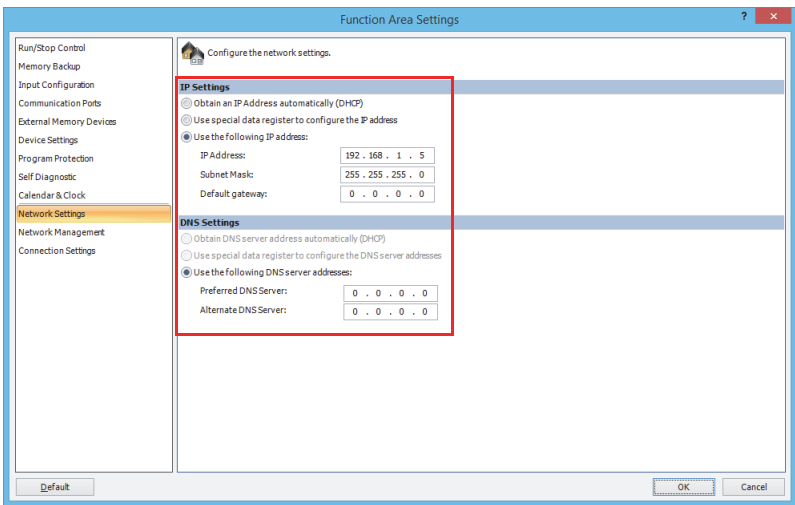 Function Area Settings
? ×
Run/Stop Control
Memory Backup
Input Configuration
Communication Ports
External Memory Devices
Device Settings
Program Protection
Self Diagnostic
Calendar & Clock
Network Settings
Network Management
Connection Settings
Configure the network settings.
IP Settings
Obtain an IP Address automatically (DHCP)
Use special data register to configure the IP address
Use the following IP address:
IP Address: 192 . 168 . 1 . 5
Subnet Mask: 255 . 255 . 255 . 0
Default gateway: 0 . 0 . 0 . 0
DNS Settings
Obtain DNS server address automatically (DHCP)
Use special data register to configure the DNS server addresses
Use the following DNS server addresses:
Preferred DNS Server: 0 . 0 . 0 . 0
Alternate DNS Server: 0 . 0 . 0 . 0
Default OK Cancel